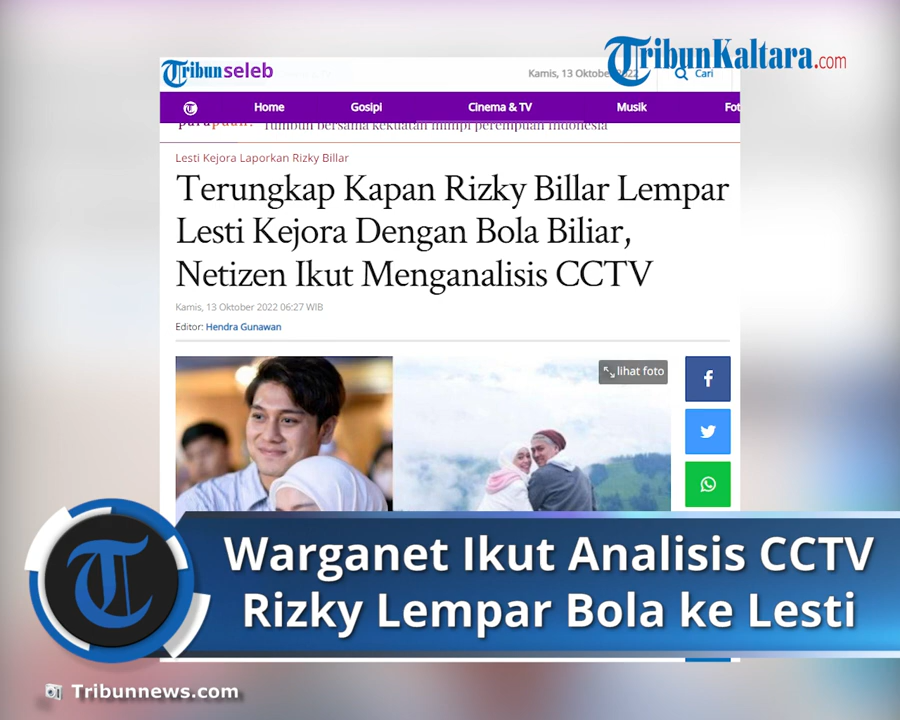 TribunKaltara.com
Tribunseleb
Kamis, 13 Oktober 2022
Cari
Home Gosipi Cinema & TV Musik Fot
Tumbuh bersama kekuatan mimpi perempuan Indonesia
Lesti Kejora Laporkan Rizky Billar
Terungkap Kapan Rizky Billar Lempar
Lesti Kejora Dengan Bola Biliar,
Netizen Ikut Menganalisis CCTV
Kamis, 13 Oktober 2022 06:27 WIB
Editor: Hendra Gunawan
lihat foto
Warganet Ikut Analisis CCTV
Rizky Lempar Bola ke Lesti
Tribunnews.com